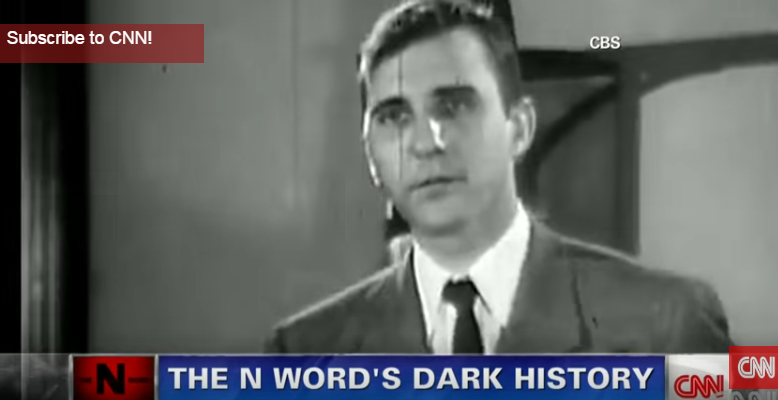 Subscribe to CNN!
CBS
-N-
THE N WORD'S DARK HISTORY
CNN
CNN